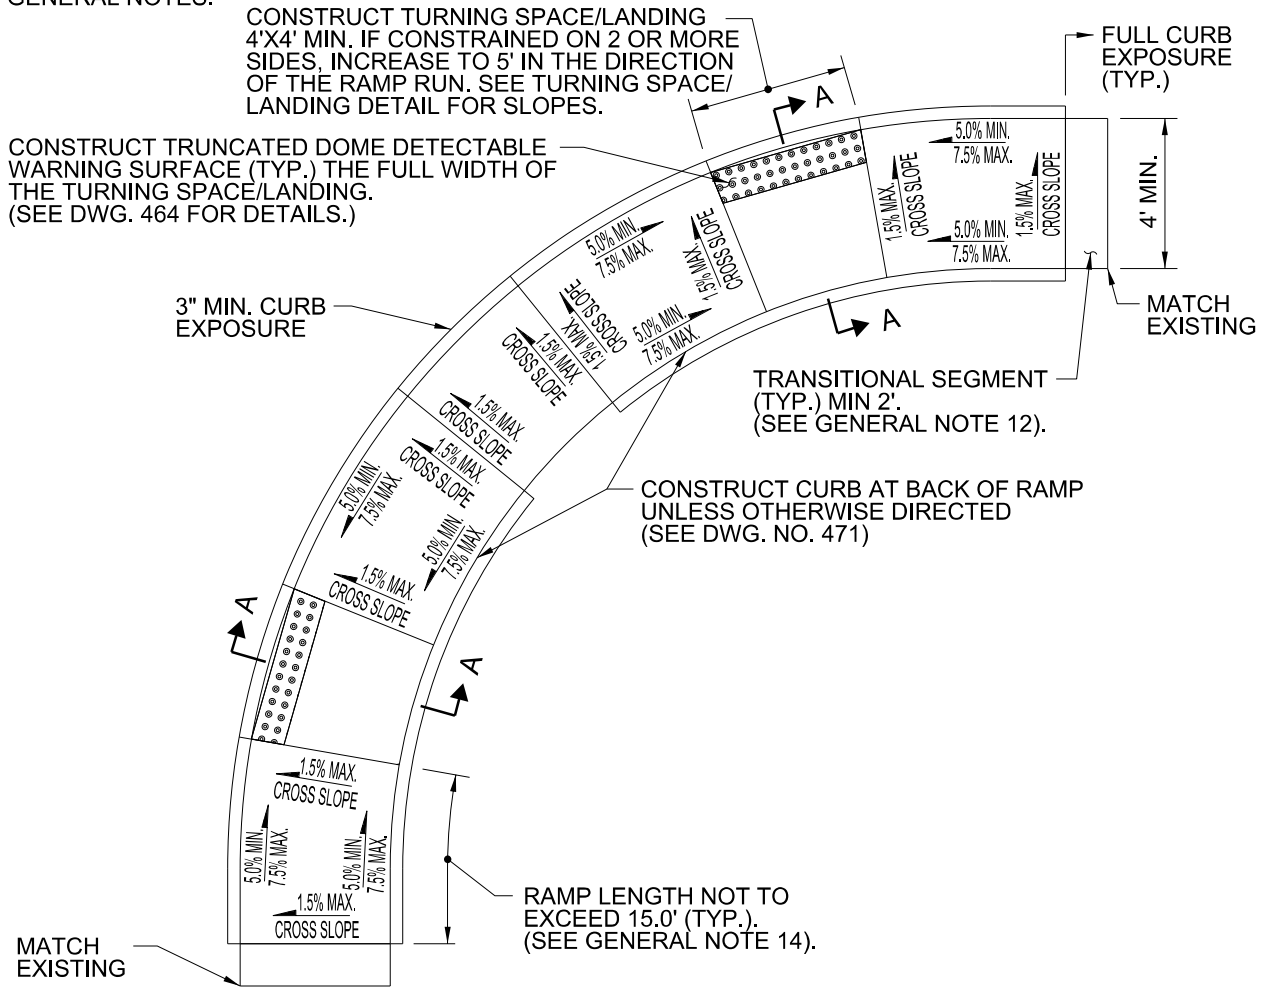 GENERAL NOTES.
CONSTRUCT TURNING SPACE/LANDING
4'X4' MIN. IF CONSTRAINED ON 2 OR MORE
SIDES, INCREASE TO 5' IN THE DIRECTION
OF THE RAMP RUN. SEE TURNING SPACE/
LANDING DETAIL FOR SLOPES.
FULL CURB
EXPOSURE
(TYP.)
A
CONSTRUCT TRUNCATED DOME DETECTABLE
WARNING SURFACE (TYP.) THE FULL WIDTH OF
THE TURNING SPACE/LANDING.
(SEE DWG. 464 FOR DETAILS.)
5.0% MIN.
7.5% MAX.
1.5% MAX.
CROSS SLOPE
1.5% MAX.
CROSS SLOPE
5.0% MIN.
7.5% MAX.
4' MIN.
5.0% MIN.
7.5% MAX.
1.5% MAX.
CROSS SLOPE
1.5% MAX.
CROSS SLOPE
5.0% MIN.
7.5% MAX.
3" MIN. CURB
EXPOSURE
A
MATCH
EXISTING
1.5% MAX.
CROSS SLOPE
TRANSITIONAL SEGMENT
(TYP.) MIN 2'.
(SEE GENERAL NOTE 12).
1.5% MAX.
CROSS SLOPE
1.5% MAX.
CROSS SLOPE
5.0% MIN.
7.5% MAX.
5.0% MIN.
7.5% MAX.
CONSTRUCT CURB AT BACK OF RAMP
UNLESS OTHERWISE DIRECTED
(SEE DWG. NO. 471)
1.5% MAX.
CROSS SLOPE
A
A
1.5% MAX.
CROSS SLOPE
5.0% MIN.
7.5% MAX.
5.0% MIN.
7.5% MAX.
1.5% MAX.
CROSS SLOPE
RAMP LENGTH NOT TO
EXCEED 15.0' (TYP.).
(SEE GENERAL NOTE 14).
MATCH
EXISTING